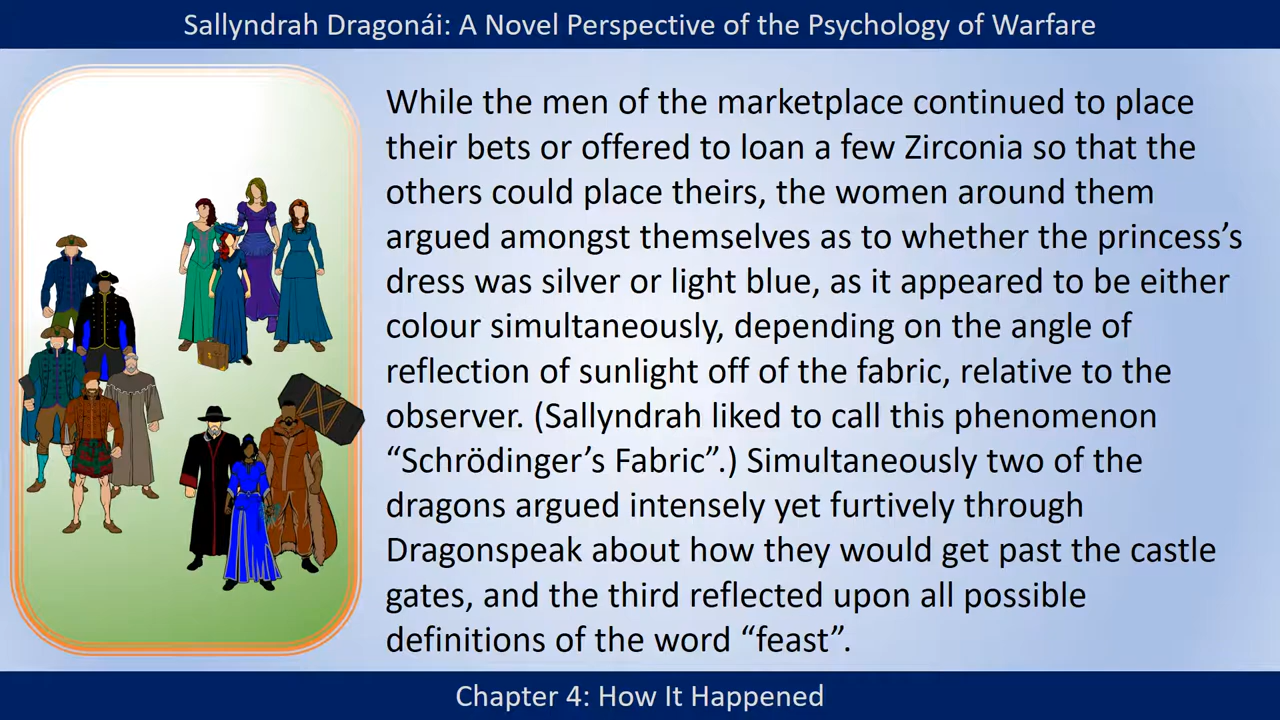 Sallyndrah Dragonái: A Novel Perspective of the Psychology of Warfare
While the men of the marketplace continued to place
their bets or offered to loan a few Zirconia so that the
others could place theirs, the women around them
argued amongst themselves as to whether the princess’s
dress was silver or light blue, as it appeared to be either
colour simultaneously, depending on the angle of
reflection of sunlight off of the fabric, relative to the
observer. (Sallyndrah liked to call this phenomenon
“Schrödinger’s Fabric”.) Simultaneously two of the
dragons argued intensely yet furtively through
Dragonspeak about how they would get past the castle
gates, and the third reflected upon all possible
definitions of the word “feast”.
Chapter 4: How It Happened